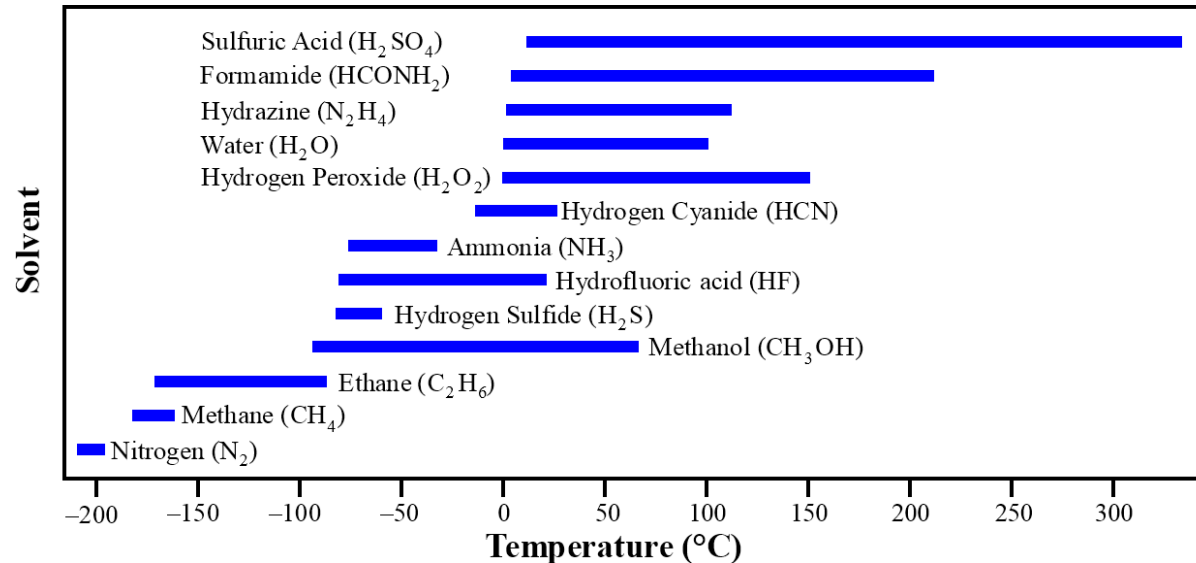 Sulfuric Acid (H₂SO₄)
Formamide (HCONH₂)
Hydrazine (N₂H₄)
Water (H₂O)
Hydrogen Peroxide (H₂O₂)
Hydrogen Cyanide (HCN)
Ammonia (NH₃)
Hydrofluoric acid (HF)
Hydrogen Sulfide (H₂S)
Methanol (CH₃OH)
Ethane (C₂H₆)
Methane (CH₄)
Nitrogen (N₂)
Solvent
–200 –150 –100 –50 0 50 100 150 200 250 300
Temperature (°C)